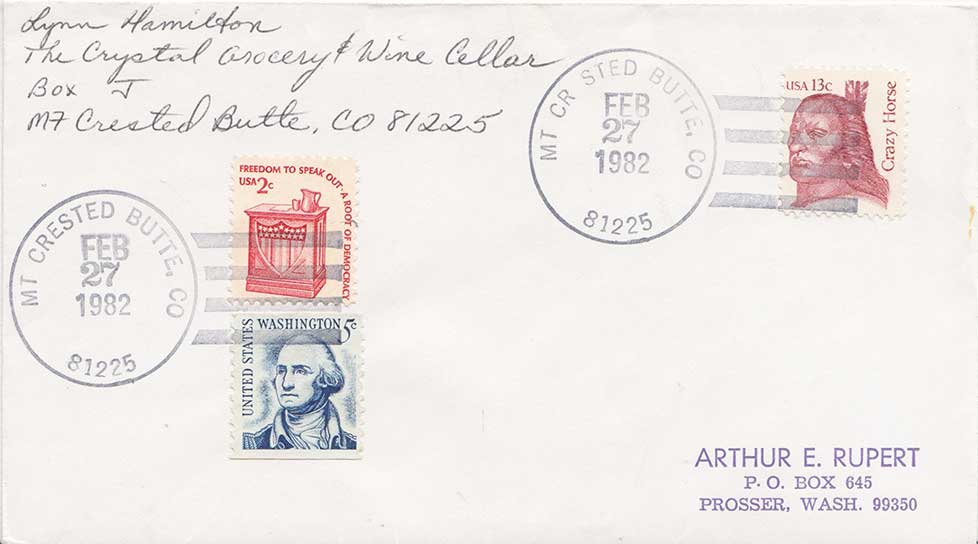 Lynn Hamilton
The Crystal Grocery & Wine Cellar
Box J
Mt Crested Butte, CO 81225
MT CR STED BUTTE, CO
FEB
27
1982
81225
USA 13c
Crazy Horse
FREEDOM TO SPEAK OUT-A ROOT OF DEMOCRACY
USA 2c
MT CRESTED BUTTE, CO
FEB
27
1982
81225
UNITED STATES
WASHINGTON 5c
ARTHUR E. RUPERT
P. O. BOX 645
PROSSER, WASH. 99350